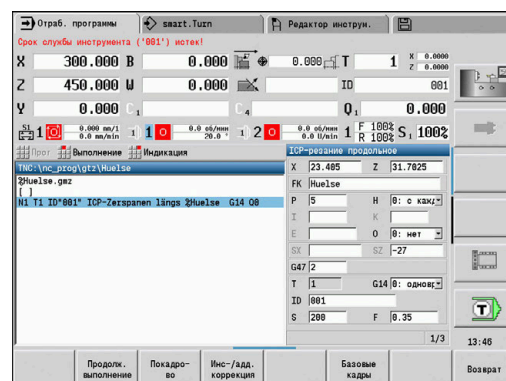 Отраб. программы smart.Turn Редактор инструм.
Срок службы инструмента ('001') истек!
X 300.000 B 0.000 0.000 T 1 X 0.0000 Z 0.0000
Z 450.000 U 0.000 ID 001
Y 0.000 C1 C4 Q1 0.000
S1 1 0.000 mm/1 0.0 mm/min 1) 1 0.0 об/мин 20.0 ° 1) 2 0.0 об/мин 0.0 U/min 1 F 100% R 100% S1 100%
Прог Выполнение Индикация ICP-резание продольное
TNC:\nc_prog\gtz\Huelse
X 23.405 Z 31.7025
%Huelse.gmz
FK Huelse
[ ]
N1 T1 ID"001" ICP-Zerspanen längs %Huelse G14 Q0
P 5 H 0: с кажд
I K
E O 0: нет
SX SZ -27
G47 2
T 1 G14 0: одновр
ID 001
S 200 F 0.35
1/3
13:46
Продолж. выполнение Покадро-во Инс-/адд. коррекция Базовые кадры Возврат